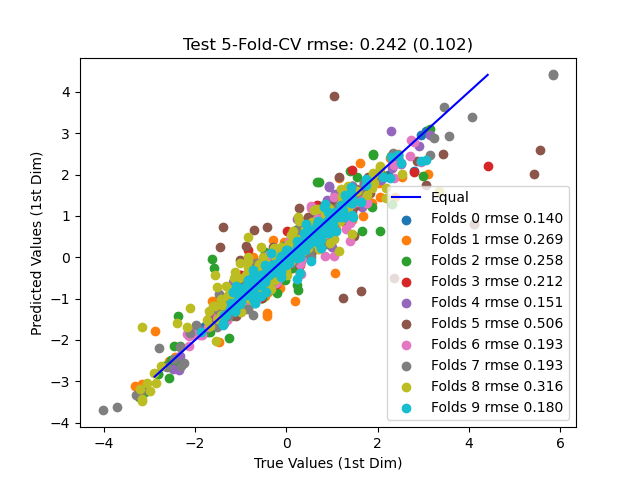 Test 5-Fold-CV rmse: 0.242 (0.102)
Predicted Values (1st Dim)
4
3
2
1
0
−1
−2
−3
−4
Equal
Folds 0 rmse 0.140
Folds 1 rmse 0.269
Folds 2 rmse 0.258
Folds 3 rmse 0.212
Folds 4 rmse 0.151
Folds 5 rmse 0.506
Folds 6 rmse 0.193
Folds 7 rmse 0.193
Folds 8 rmse 0.316
Folds 9 rmse 0.180
−4 −2 0 2 4 6
True Values (1st Dim)